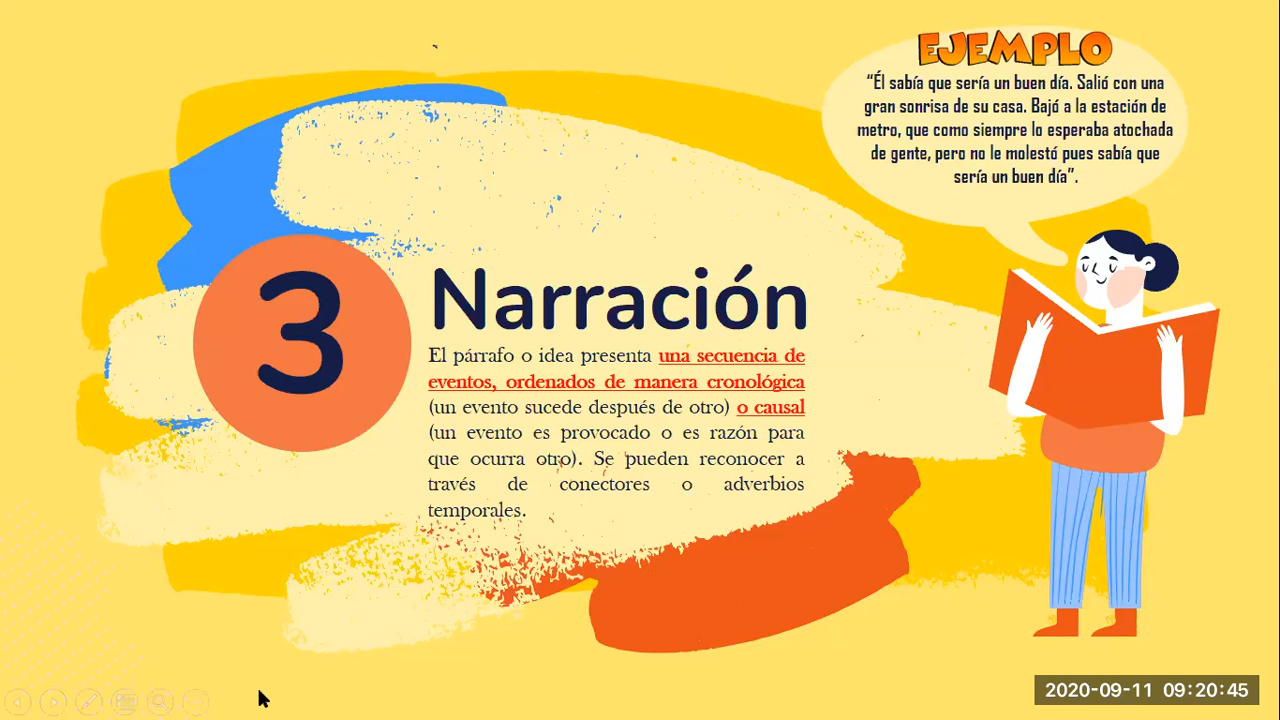 EJEMPLO
“Él sabía que sería un buen día. Salió con una
gran sonrisa de su casa. Bajó a la estación de
metro, que como siempre lo esperaba atochada
de gente, pero no le molestó pues sabía que
sería un buen día”.
3
Narración
El párrafo o idea presenta una secuencia de
eventos, ordenados de manera cronológica
(un evento sucede después de otro) o causal
(un evento es provocado o es razón para
que ocurra otro). Se pueden reconocer a
través de conectores o adverbios
temporales.
2020-09-11 09:20:45